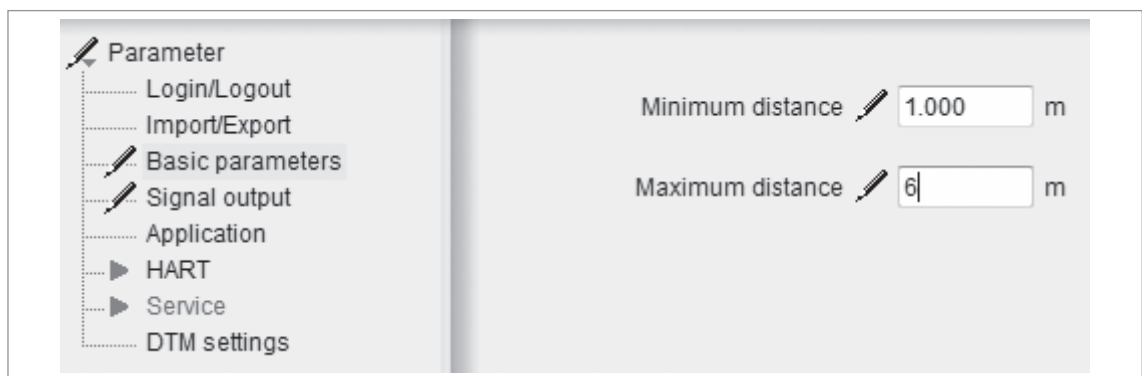 Parameter
Login/Logout
Import/Export
Basic parameters
Signal output
Application
HART
Service
DTM settings
Minimum distance 1.000 m
Maximum distance 6 m